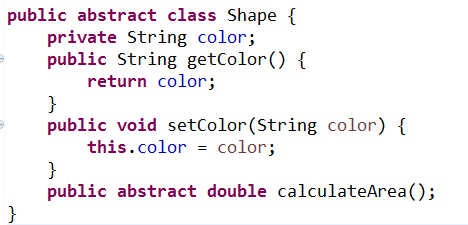 public abstract class Shape {
    private String color;
    public String getColor() {
        return color;
    }
    public void setColor(String color) {
        this.color = color;
    }
    public abstract double calculateArea();
}